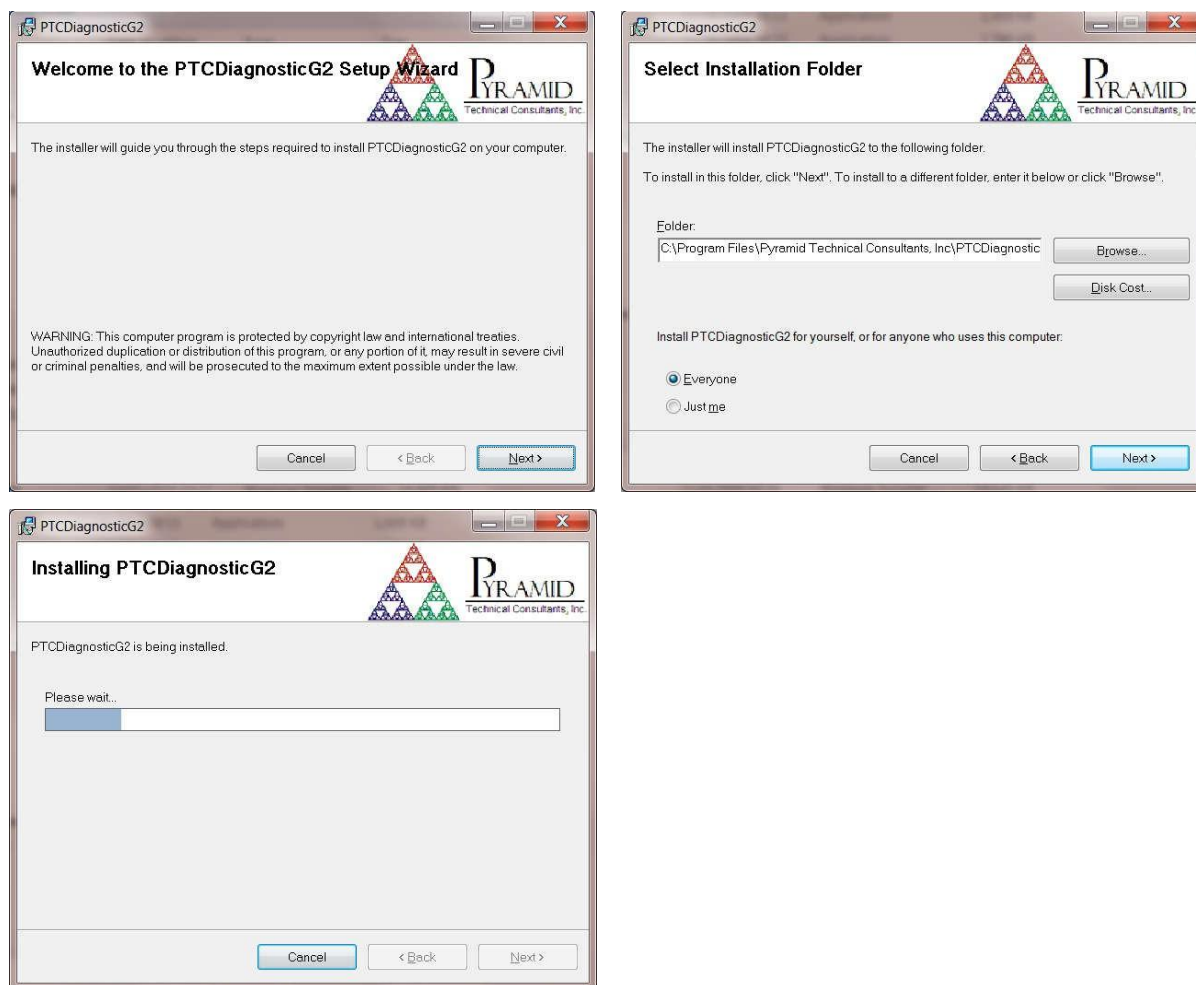 PTCDiagnosticG2
Welcome to the PTCDiagnosticG2 Setup Wizard
PYRAMID
Technical Consultants, Inc.
The installer will guide you through the steps required to install PTCDiagnosticG2 on your computer.
WARNING: This computer program is protected by copyright law and international treaties.
Unauthorized duplication or distribution of this program, or any portion of it, may result in severe civil
or criminal penalties, and will be prosecuted to the maximum extent possible under the law.
Cancel
< Back
Next >
PTCDiagnosticG2
Select Installation Folder
PYRAMID
Technical Consultants, Inc
The installer will install PTCDiagnosticG2 to the following folder.
To install in this folder, click "Next". To install to a different folder, enter it below or click "Browse".
Folder:
C:\Program Files\Pyramid Technical Consultants, Inc\PTCDiagnostic
Browse...
Disk Cost...
Install PTCDiagnosticG2 for yourself, or for anyone who uses this computer:
Everyone
Just me
Cancel
< Back
Next >
PTCDiagnosticG2
Installing PTCDiagnosticG2
PYRAMID
Technical Consultants, Inc.
PTCDiagnosticG2 is being installed.
Please wait...
Cancel
< Back
Next >